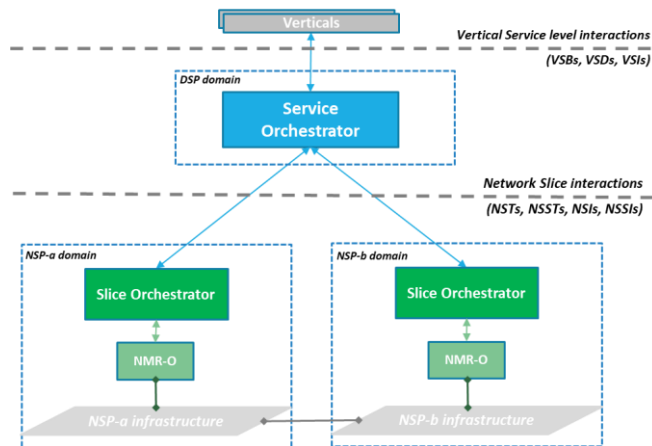 Verticals
Vertical Service level interactions
(VSBs, VSDs, VSIs)
DSP domain
Service
Orchestrator
Network Slice interactions
(NSTs, NSSTs, NSIs, NSSIs)
NSP-a domain
NSP-b domain
Slice Orchestrator
Slice Orchestrator
NMR-O
NMR-O
NSP-a infrastructure
NSP-b infrastructure